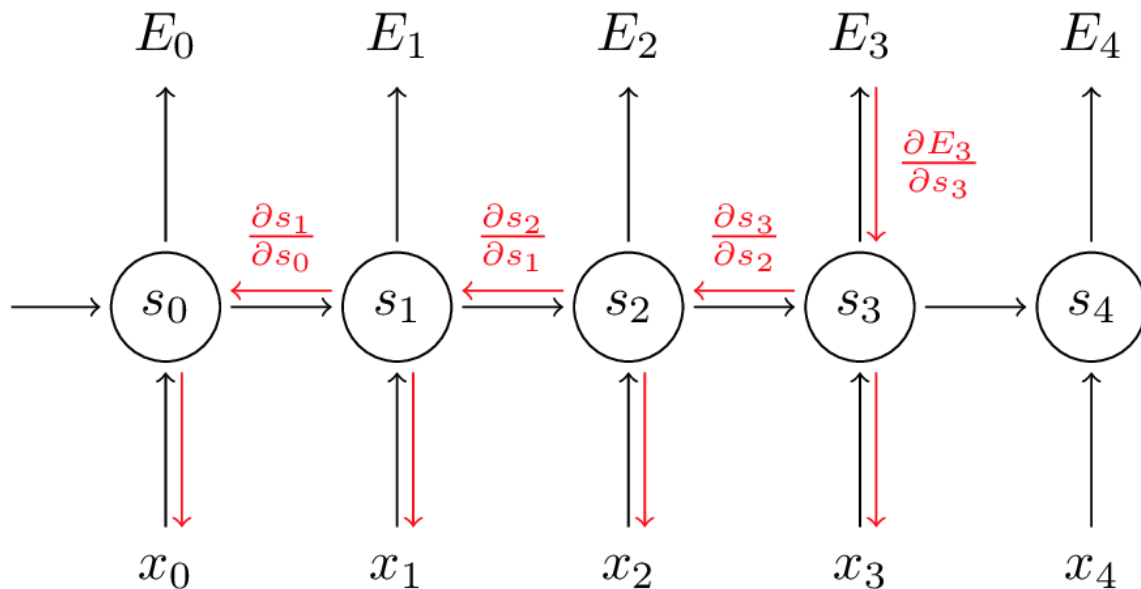 E₀ E₁ E₂ E₃ E₄
∂E₃/∂s₃
∂s₁/∂s₀ ∂s₂/∂s₁ ∂s₃/∂s₂
s₀ s₁ s₂ s₃ s₄
x₀ x₁ x₂ x₃ x₄